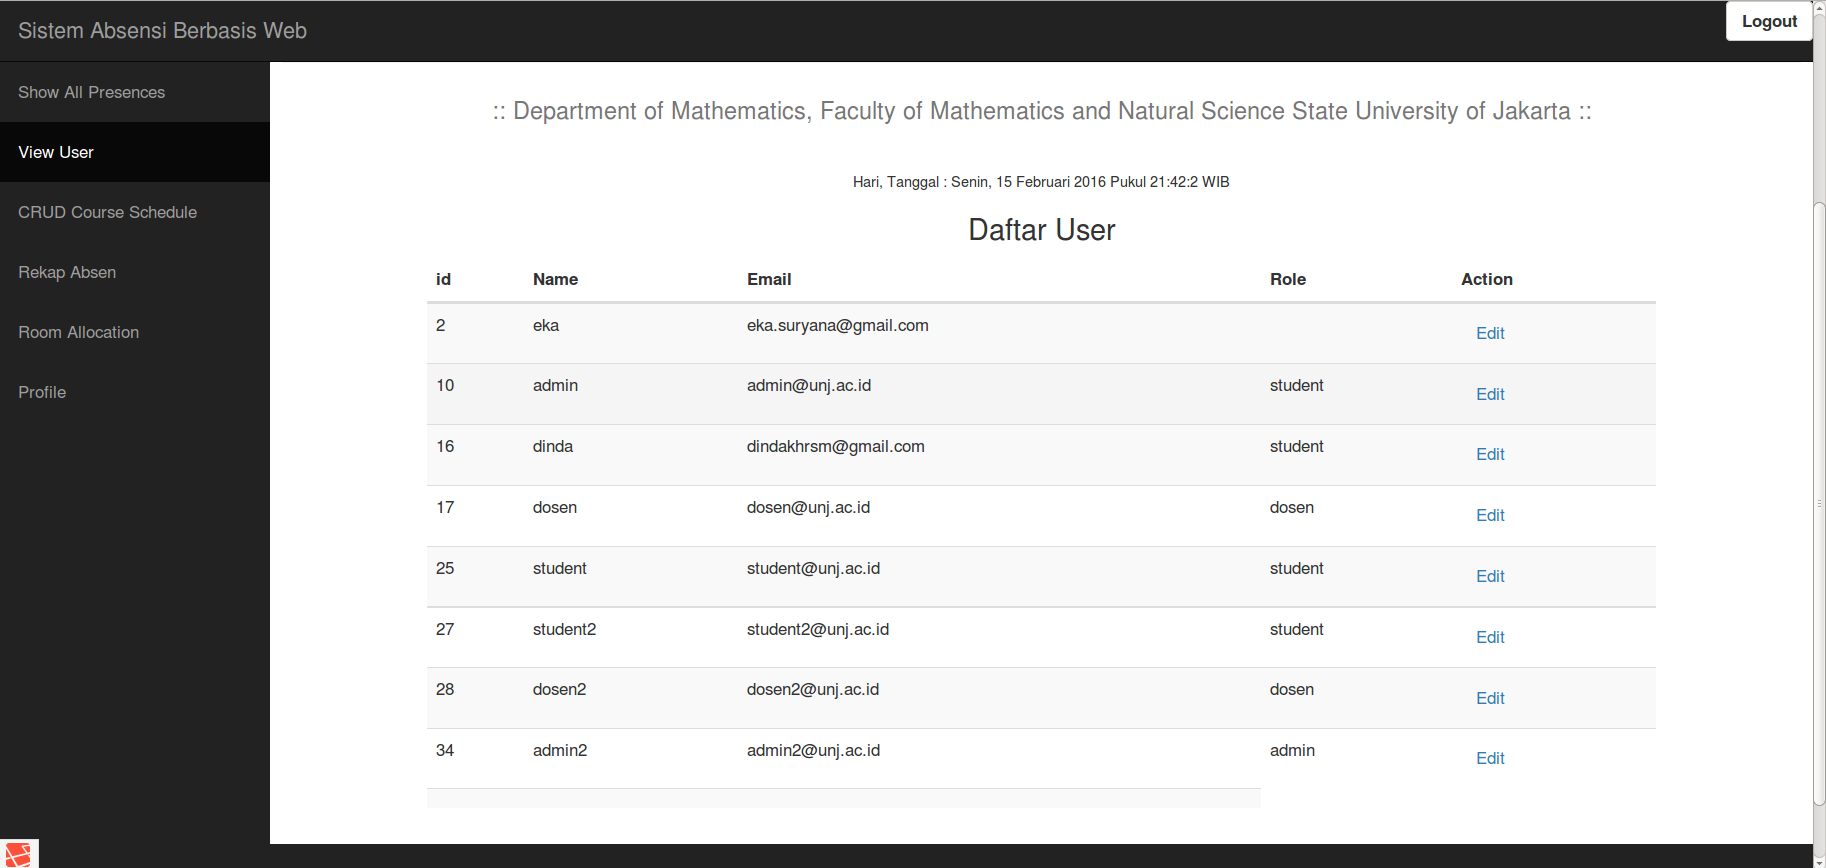 Sistem Absensi Berbasis Web
Logout
Show All Presences
View User
CRUD Course Schedule
Rekap Absen
Room Allocation
Profile
:: Department of Mathematics, Faculty of Mathematics and Natural Science State University of Jakarta ::
Hari, Tanggal : Senin, 15 Februari 2016 Pukul 21:42:2 WIB
Daftar User
id Name Email Role Action
2 eka eka.suryana@gmail.com Edit
10 admin admin@unj.ac.id student Edit
16 dinda dindakhrsm@gmail.com student Edit
17 dosen dosen@unj.ac.id dosen Edit
25 student student@unj.ac.id student Edit
27 student2 student2@unj.ac.id student Edit
28 dosen2 dosen2@unj.ac.id dosen Edit
34 admin2 admin2@unj.ac.id admin Edit